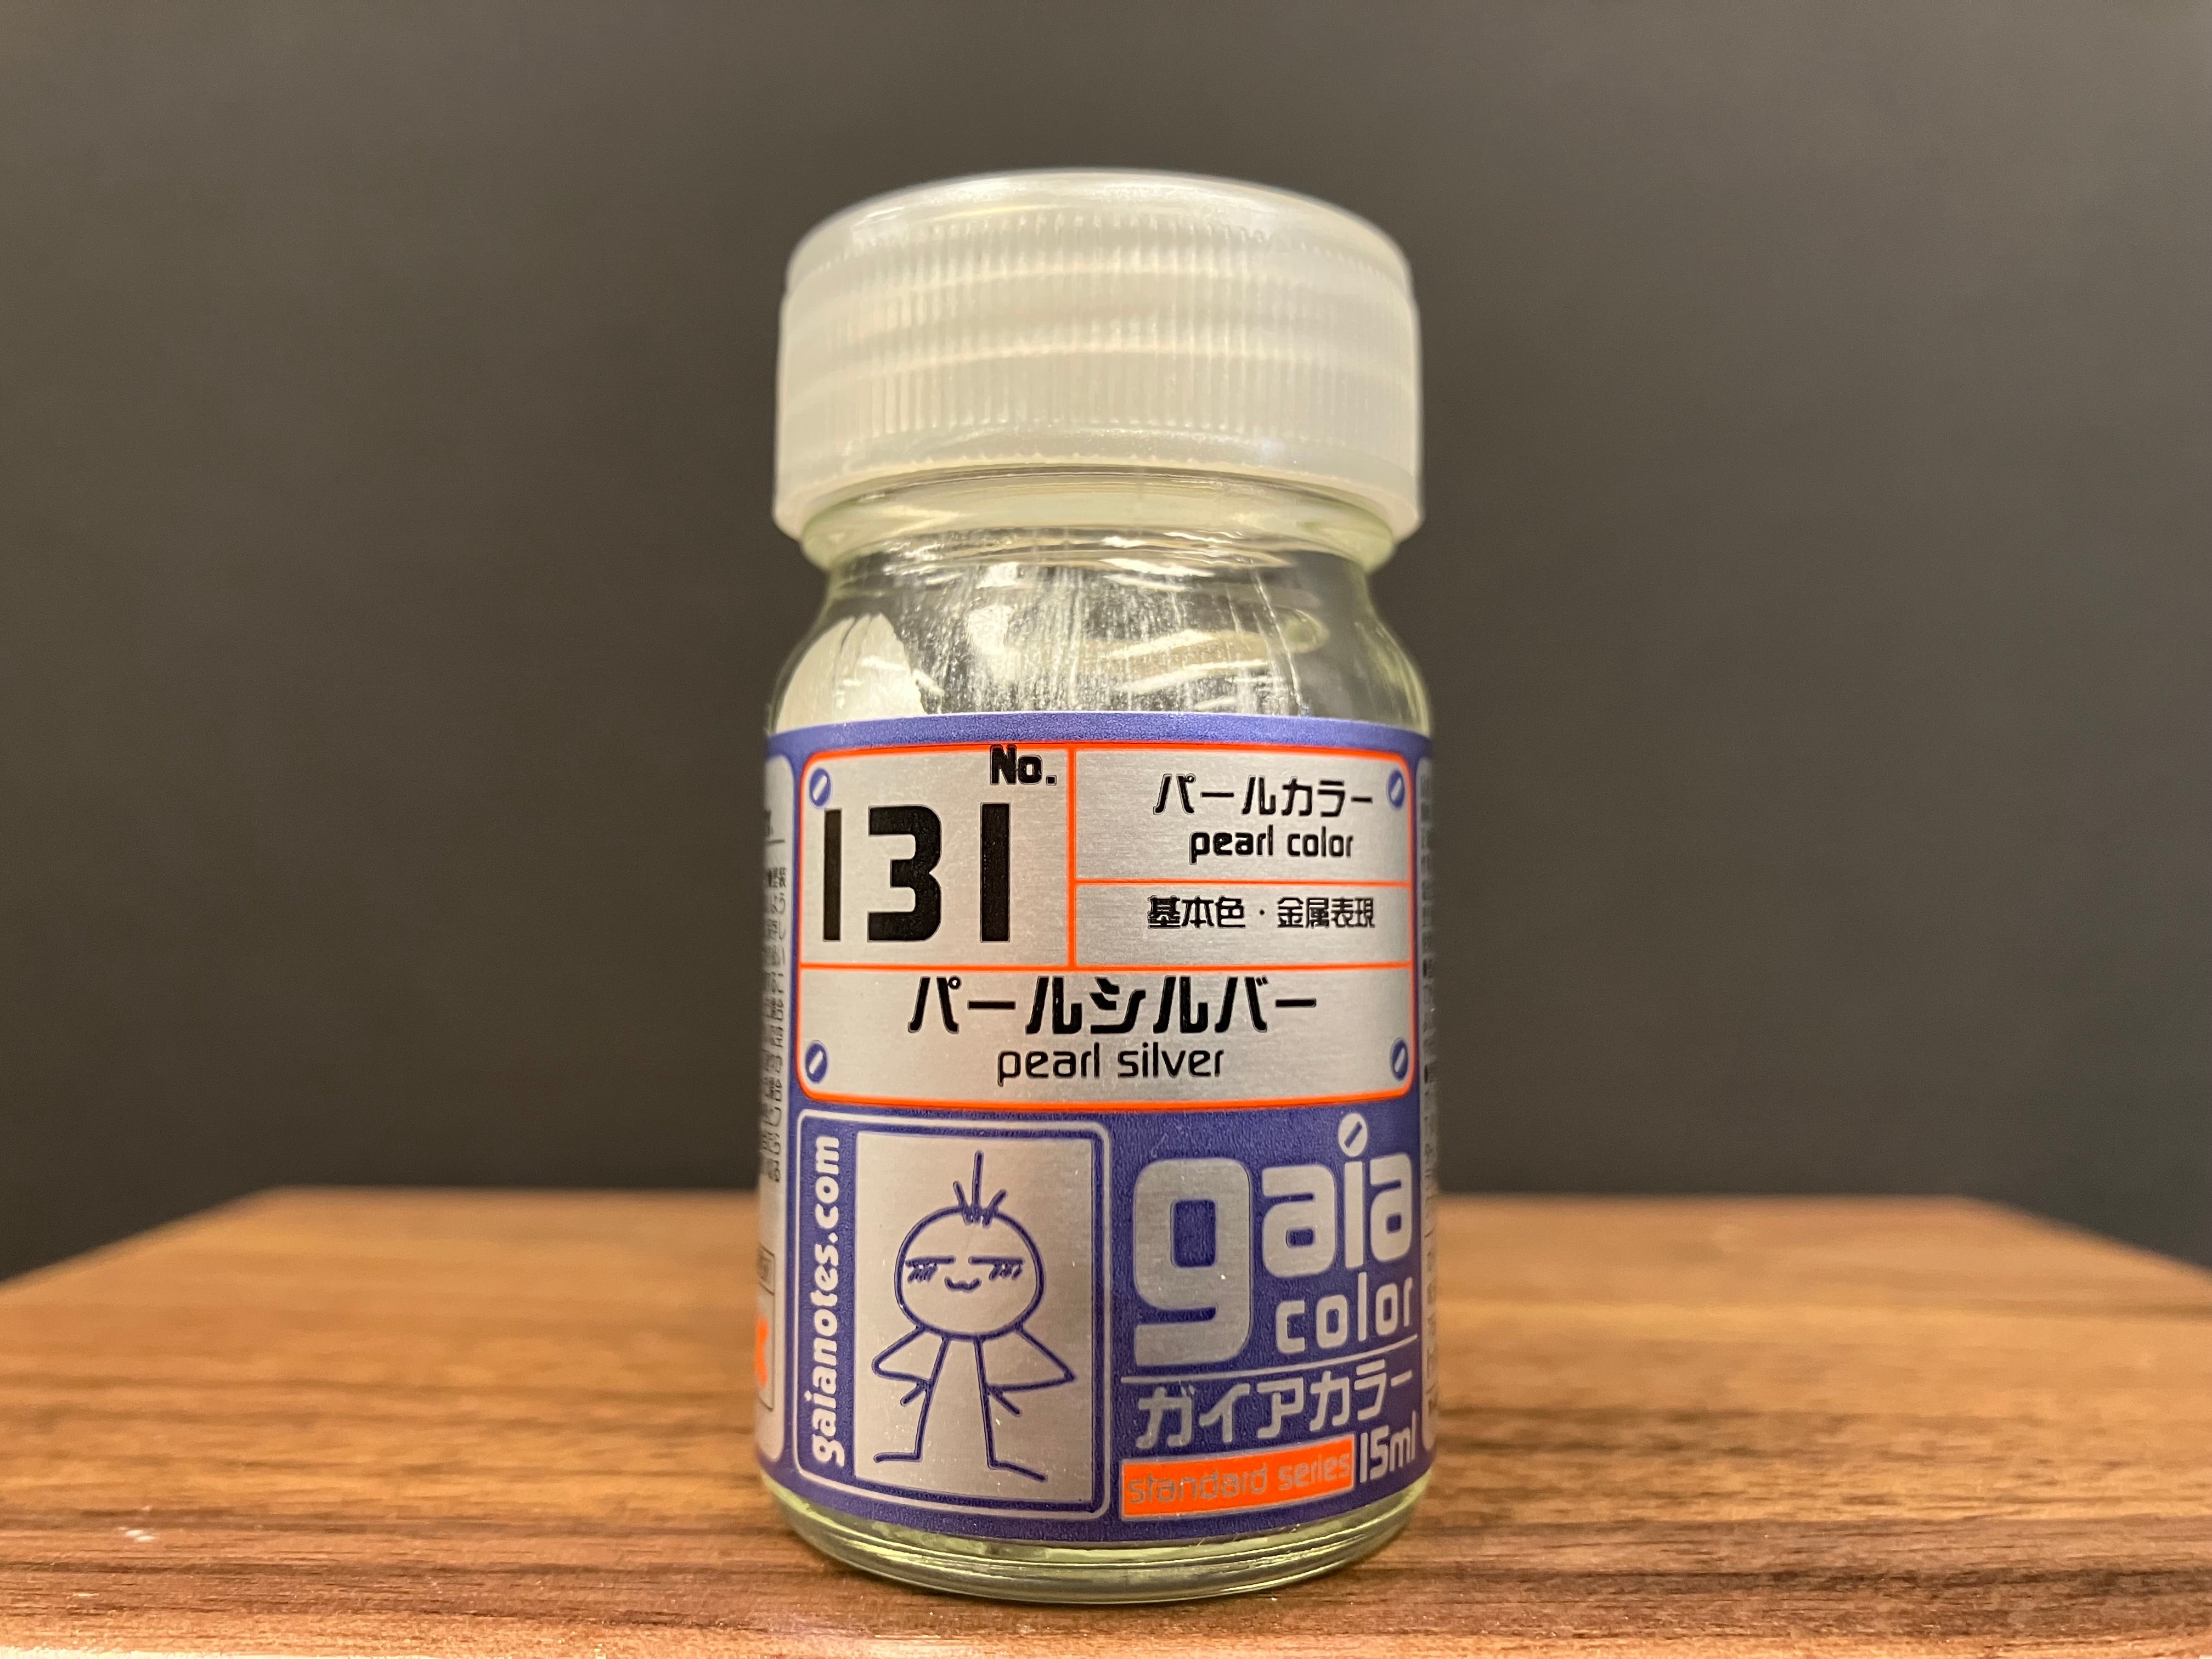 No.
131
パールカラー
pearl color
基本色・金属表現
パールシルバー
pearl silver
gaianotes.com
gaia
color
ガイアカラー
standard series 15ml